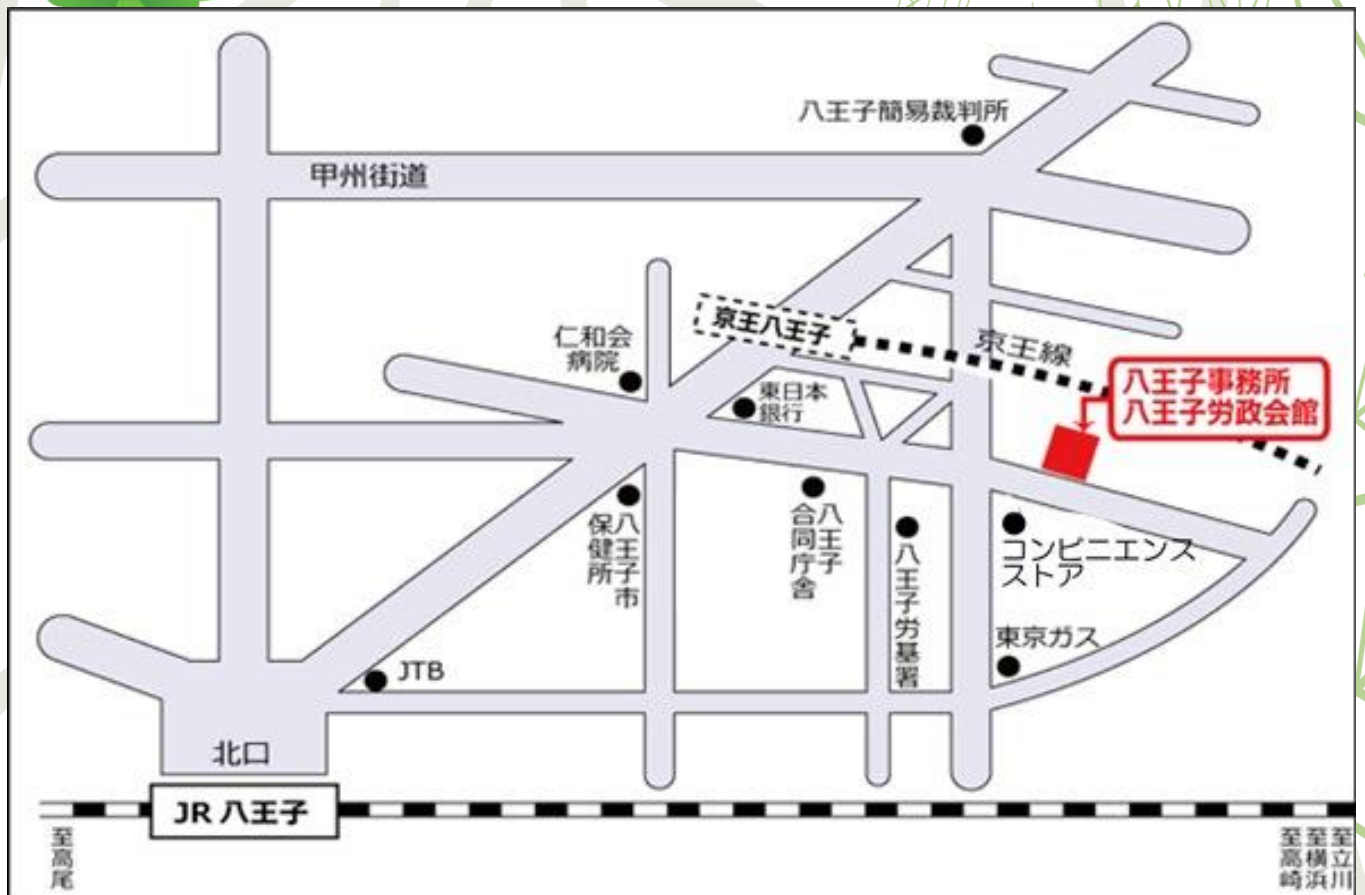 八王子簡易裁判所
甲州街道
京王八王子
京王線
仁和会
病院
東日本
銀行
八王子事務所
八王子労政会館
八王子市
保健所
八王子
合同庁舎
八王子労基署
コンビニエンス
ストア
東京ガス
JTB
北口
JR 八王子
至高尾
至立川
至横浜
至高崎